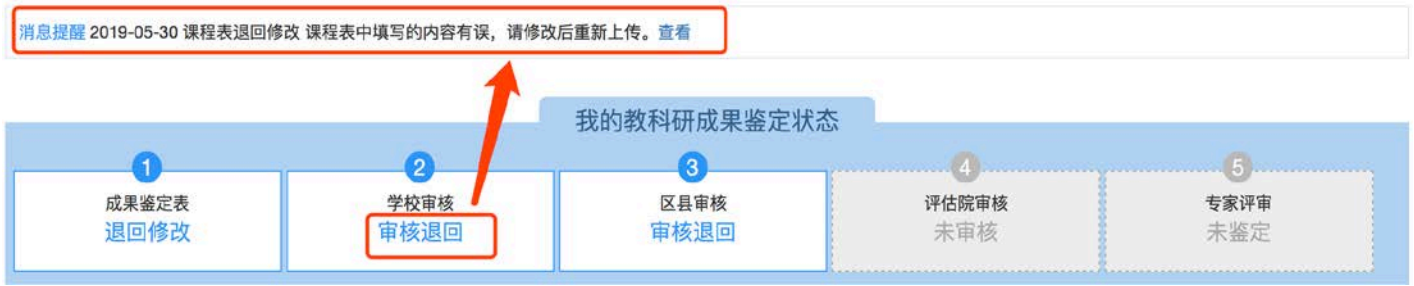 消息提醒 2019-05-30 课程表退回修改 课程表中填写的内容有误，请修改后重新上传。查看
我的教科研成果鉴定状态
1
成果鉴定表
退回修改
2
学校审核
审核退回
3
区县审核
审核退回
4
评估院审核
未审核
5
专家评审
未鉴定